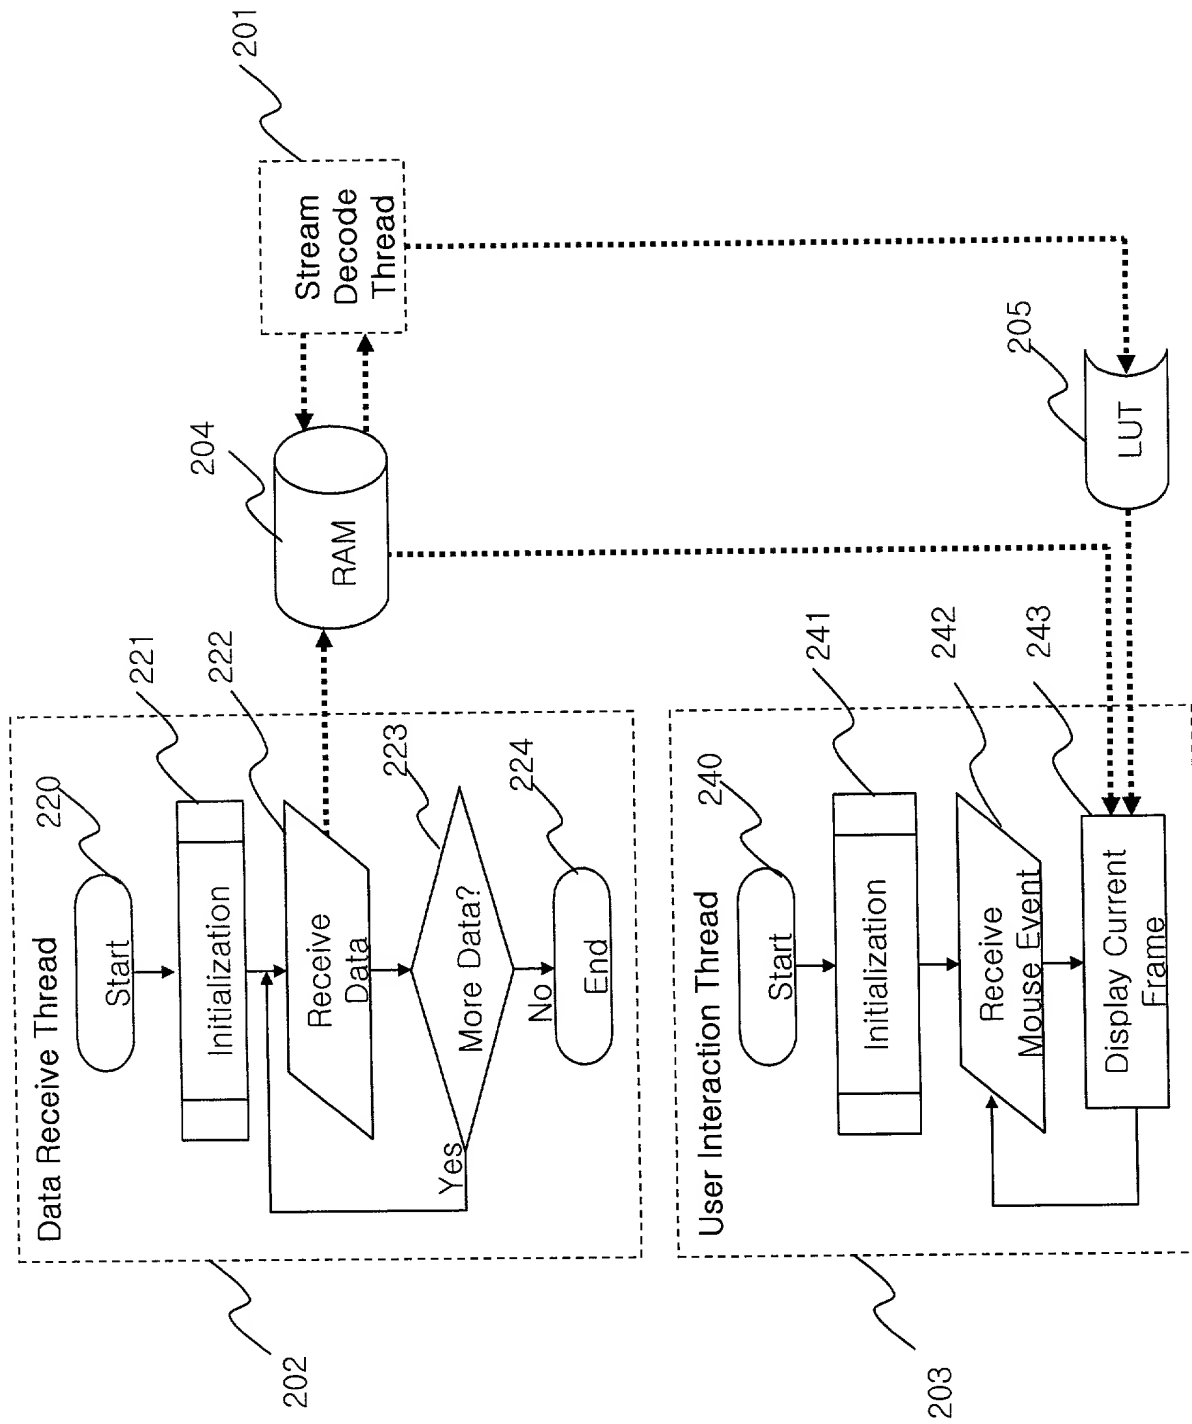 Data Receive Thread
220
Start
221
Initialization
222
Receive
Data
223
More Data?
Yes
No
224
End
202
204
RAM
201
Stream
Decode
Thread
User Interaction Thread
240
Start
241
Initialization
242
Receive
Mouse Event
243
Display Current
Frame
203
205
LUT